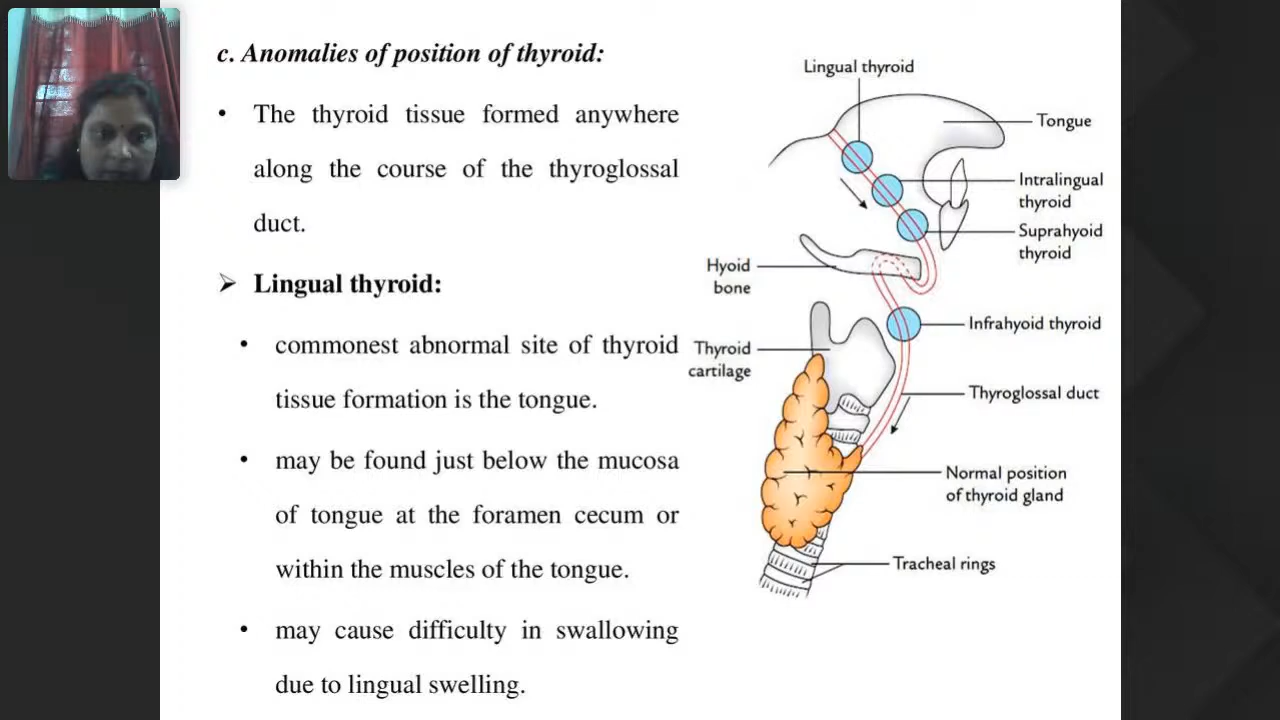 c. Anomalies of position of thyroid:
• The thyroid tissue formed anywhere
along the course of the thyroglossal
duct.
➢ Lingual thyroid:
• commonest abnormal site of thyroid
tissue formation is the tongue.
• may be found just below the mucosa
of tongue at the foramen cecum or
within the muscles of the tongue.
• may cause difficulty in swallowing
due to lingual swelling.
Lingual thyroid
Tongue
Intralingual
thyroid
Suprahyoid
thyroid
Hyoid
bone
Infrahyoid thyroid
Thyroid
cartilage
Thyroglossal duct
Normal position
of thyroid gland
Tracheal rings